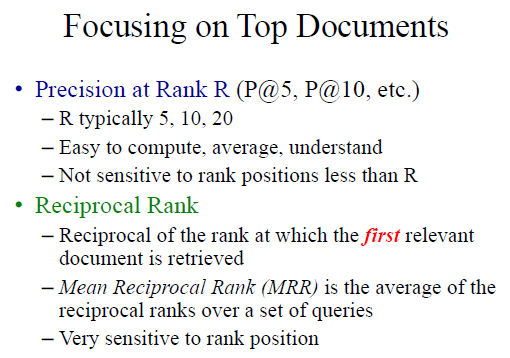 Focusing on Top Documents
• Precision at Rank R (P@5, P@10, etc.)
– R typically 5, 10, 20
– Easy to compute, average, understand
– Not sensitive to rank positions less than R
• Reciprocal Rank
– Reciprocal of the rank at which the first relevant
document is retrieved
– Mean Reciprocal Rank (MRR) is the average of the
reciprocal ranks over a set of queries
– Very sensitive to rank position